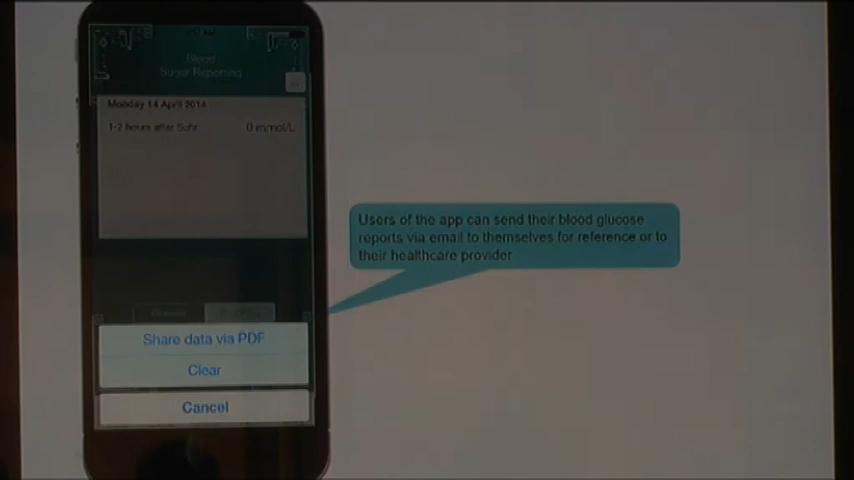 Blood
Sugar Reporting
Monday 14 April 2014
1-2 hours after Suhr
0 mmol/L
Users of the app can send their blood glucose
reports via email to themselves for reference or to
their healthcare provider
Share data via PDF
Clear
Cancel